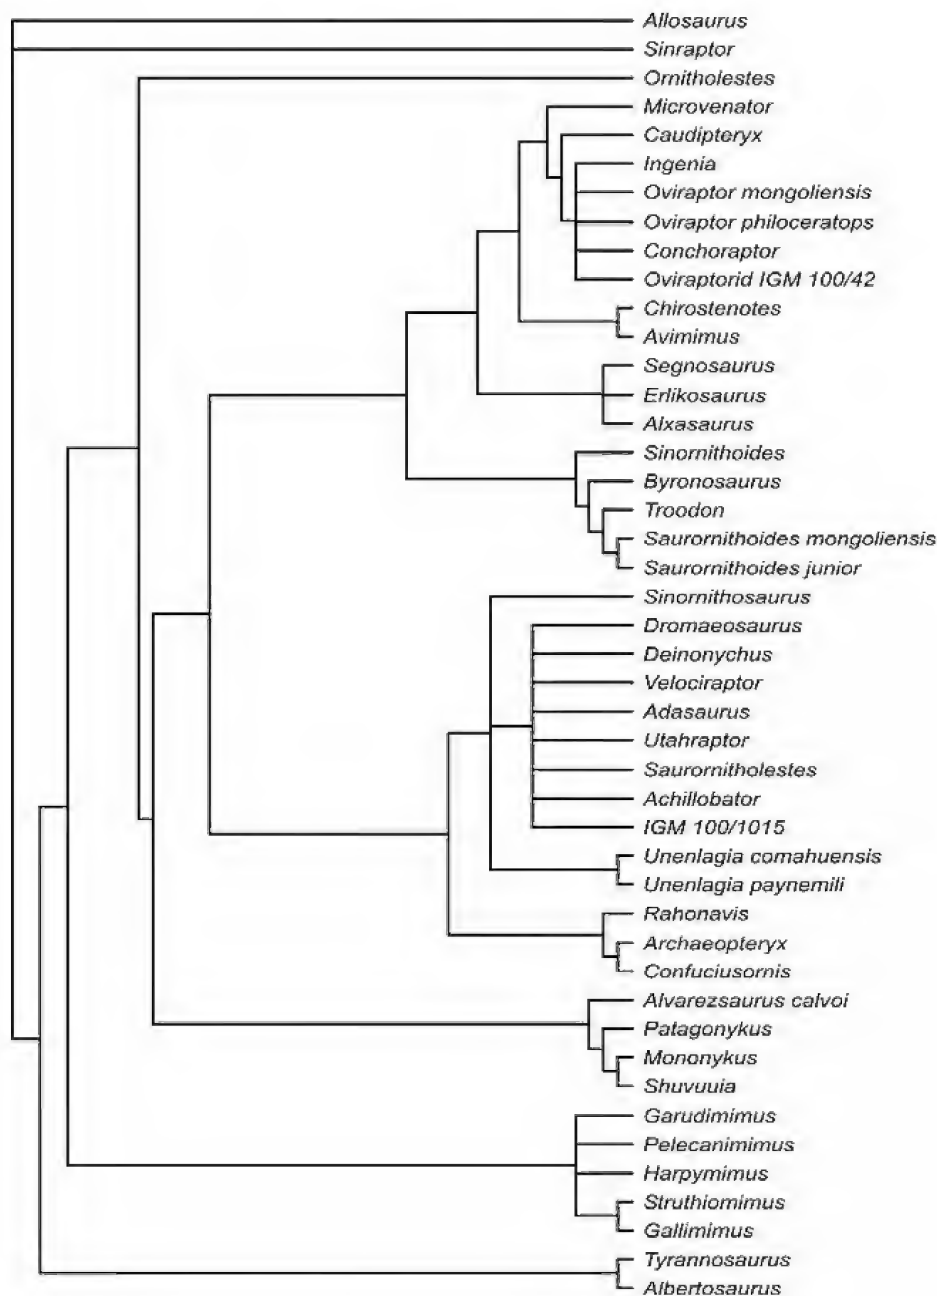 Allosaurus
Sinraptor
Ornitholestes
Microvenator
Caudipteryx
Ingenia
Oviraptor mongoliensis
Oviraptor philoceratops
Conchoraptor
Oviraptorid IGM 100/42
Chirostenotes
Avimimus
Segnosaurus
Erlikosaurus
Alxasaurus
Sinornithoides
Byronosaurus
Troodon
Saurornithoides mongoliensis
Saurornithoides junior
Sinornithosaurus
Dromaeosaurus
Deinonychus
Velociraptor
Adasaurus
Utahraptor
Saurornitholestes
Achillobator
IGM 100/1015
Unenlagia comahuensis
Unenlagia paynemili
Rahonavis
Archaeopteryx
Confuciusornis
Alvarezsaurus calvoi
Patagonykus
Mononykus
Shuvuuia
Garudimimus
Pelecanimimus
Harpymimus
Struthiomimus
Gallimimus
Tyrannosaurus
Albertosaurus